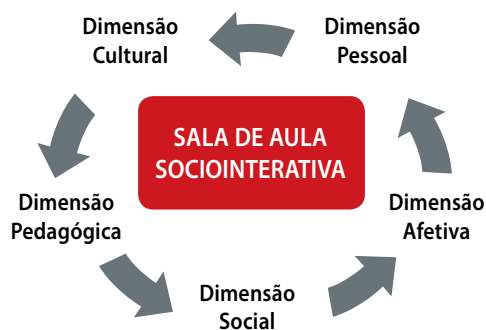 Dimensão
Cultural
Dimensão
Pessoal
SALA DE AULA
SOCIOINTERATIVA
Dimensão
Pedagógica
Dimensão
Afetiva
Dimensão
Social